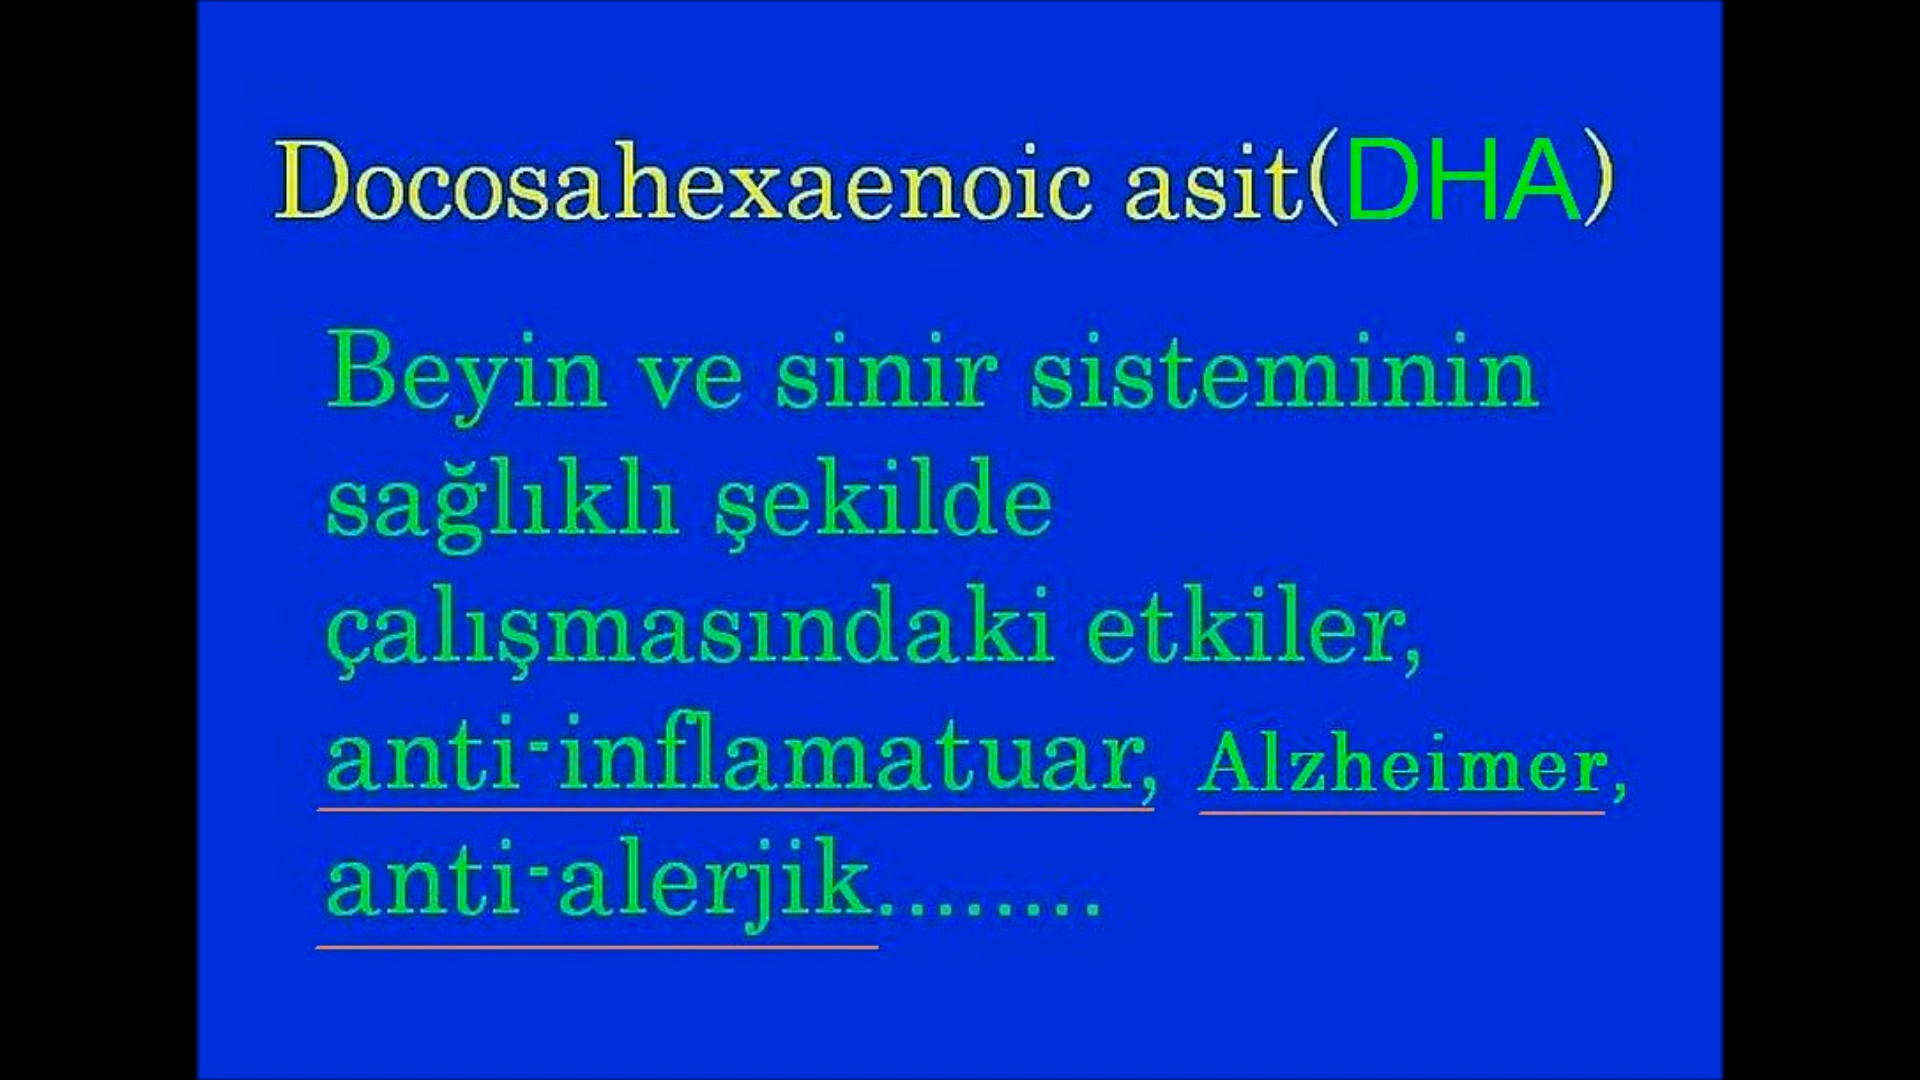 Docosahexaenoic asit(DHA)
Beyin ve sinir sisteminin
sağlıklı şekilde
çalışmasındaki etkiler,
anti-inflamatuar, Alzheimer,
anti-alerjik........